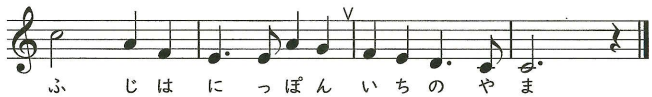 ふ じ は に っ ぽ ん い ち の や ま